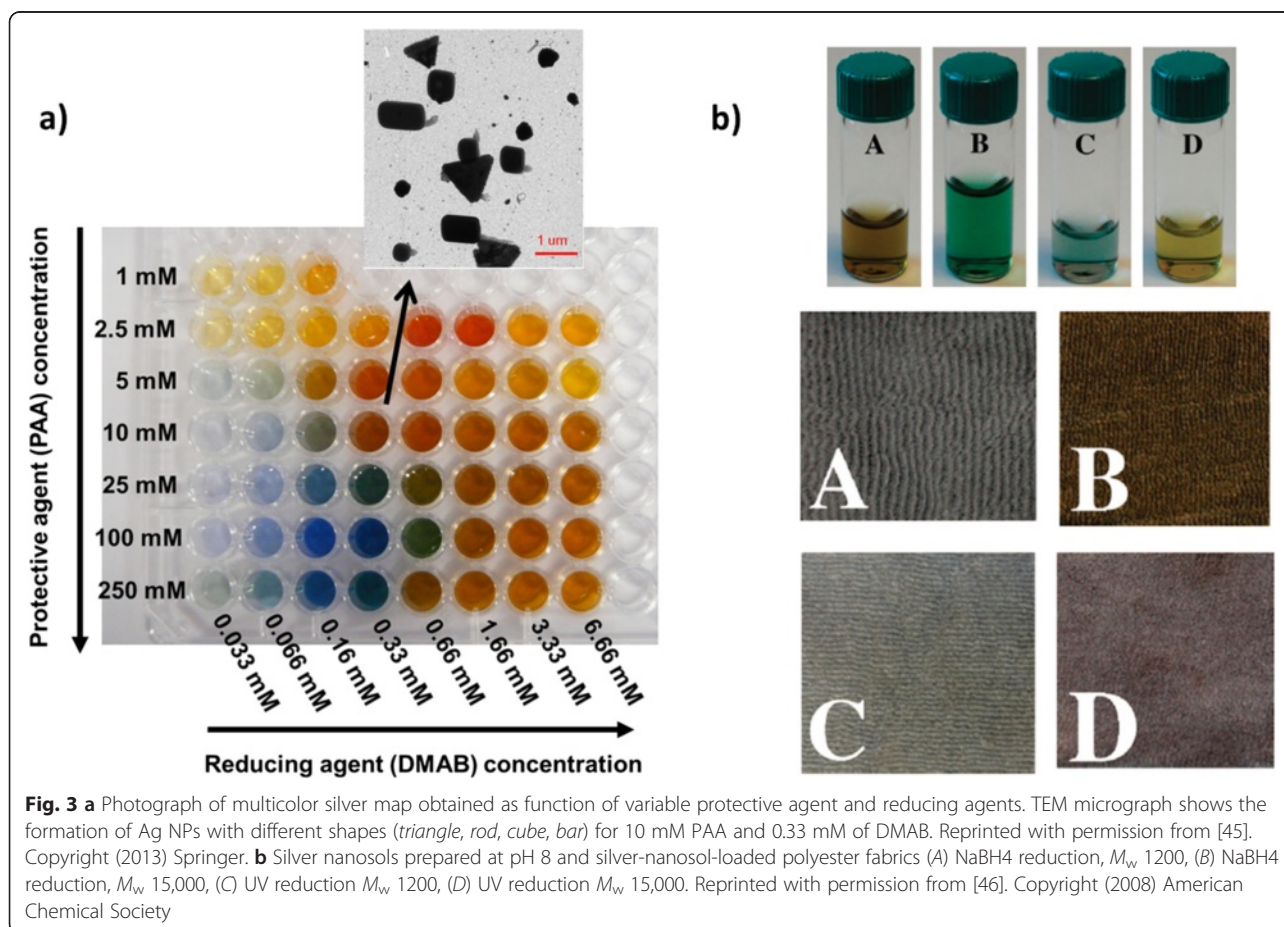 a)
1 um
Protective agent (PAA) concentration
1 mM
2.5 mM
5 mM
10 mM
25 mM
100 mM
250 mM
0.033 mM
0.066 mM
0.16 mM
0.33 mM
0.66 mM
1.66 mM
3.33 mM
6.66 mM
Reducing agent (DMAB) concentration
b)
A
B
C
D
A
B
C
D
Fig. 3 a Photograph of multicolor silver map obtained as function of variable protective agent and reducing agents. TEM micrograph shows the
formation of Ag NPs with different shapes (triangle, rod, cube, bar) for 10 mM PAA and 0.33 mM of DMAB. Reprinted with permission from [45].
Copyright (2013) Springer. b Silver nanosols prepared at pH 8 and silver-nanosol-loaded polyester fabrics (A) NaBH4 reduction, Mw 1200, (B) NaBH4
reduction, Mw 15,000, (C) UV reduction Mw 1200, (D) UV reduction Mw 15,000. Reprinted with permission from [46]. Copyright (2008) American
Chemical Society